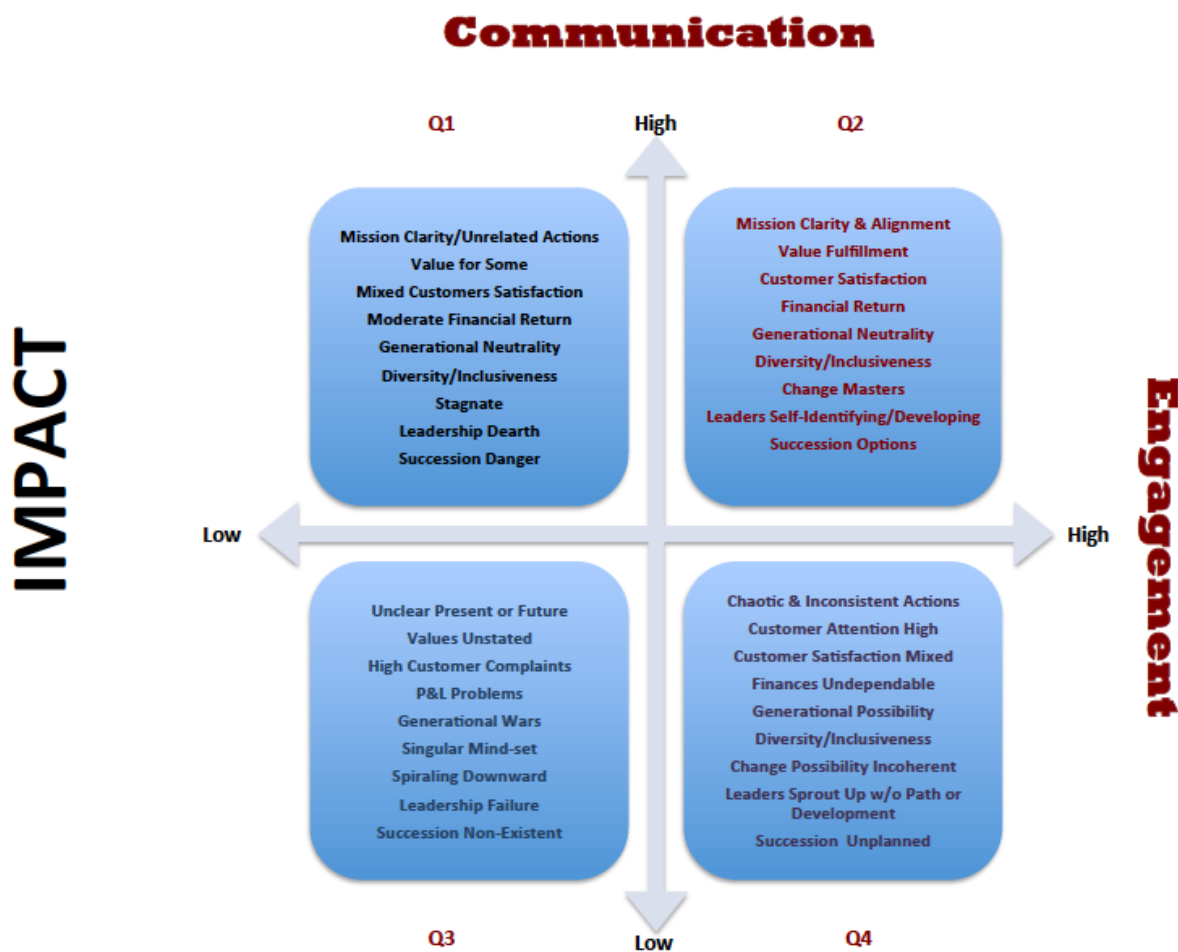 Communication
Q1
High
Q2
Mission Clarity/Unrelated Actions
Value for Some
Mixed Customers Satisfaction
Moderate Financial Return
Generational Neutrality
Diversity/Inclusiveness
Stagnate
Leadership Dearth
Succession Danger
Mission Clarity & Alignment
Value Fulfillment
Customer Satisfaction
Financial Return
Generational Neutrality
Diversity/Inclusiveness
Change Masters
Leaders Self-Identifying/Developing
Succession Options
IMPACT
Low
High
Engagement
Unclear Present or Future
Values Unstated
High Customer Complaints
P&L Problems
Generational Wars
Singular Mind-set
Spiraling Downward
Leadership Failure
Succession Non-Existent
Chaotic & Inconsistent Actions
Customer Attention High
Customer Satisfaction Mixed
Finances Undependable
Generational Possibility
Diversity/Inclusiveness
Change Possibility Incoherent
Leaders Sprout Up w/o Path or
Development
Succession Unplanned
Q3
Low
Q4